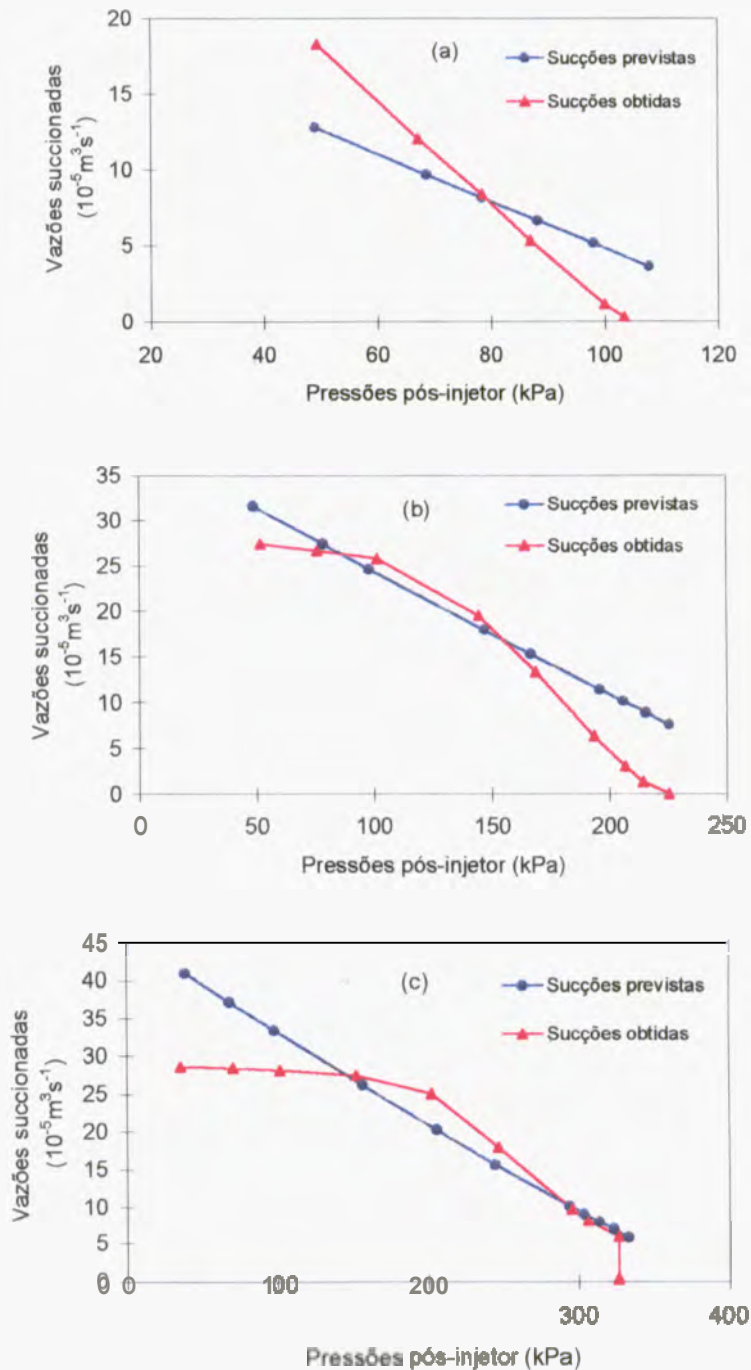 20
15
10
5
0
Vazões succionadas
(10⁻⁵m³s⁻¹)
(a)
Sucções previstas
Sucções obtidas
20 40 60 80 100 120
Pressões pós-injetor (kPa)
35
30
25
20
15
10
5
0
Vazões succionadas
(10⁻⁵m³s⁻¹)
(b)
Sucções previstas
Sucções obtidas
0 50 100 150 200 250
Pressões pós-injetor (kPa)
45
40
35
30
25
20
15
10
5
0
Vazões succionadas
(10⁻⁵m³s⁻¹)
(c)
Sucções previstas
Sucções obtidas
0 100 200 300 400
Pressões pós-injetor (kPa)